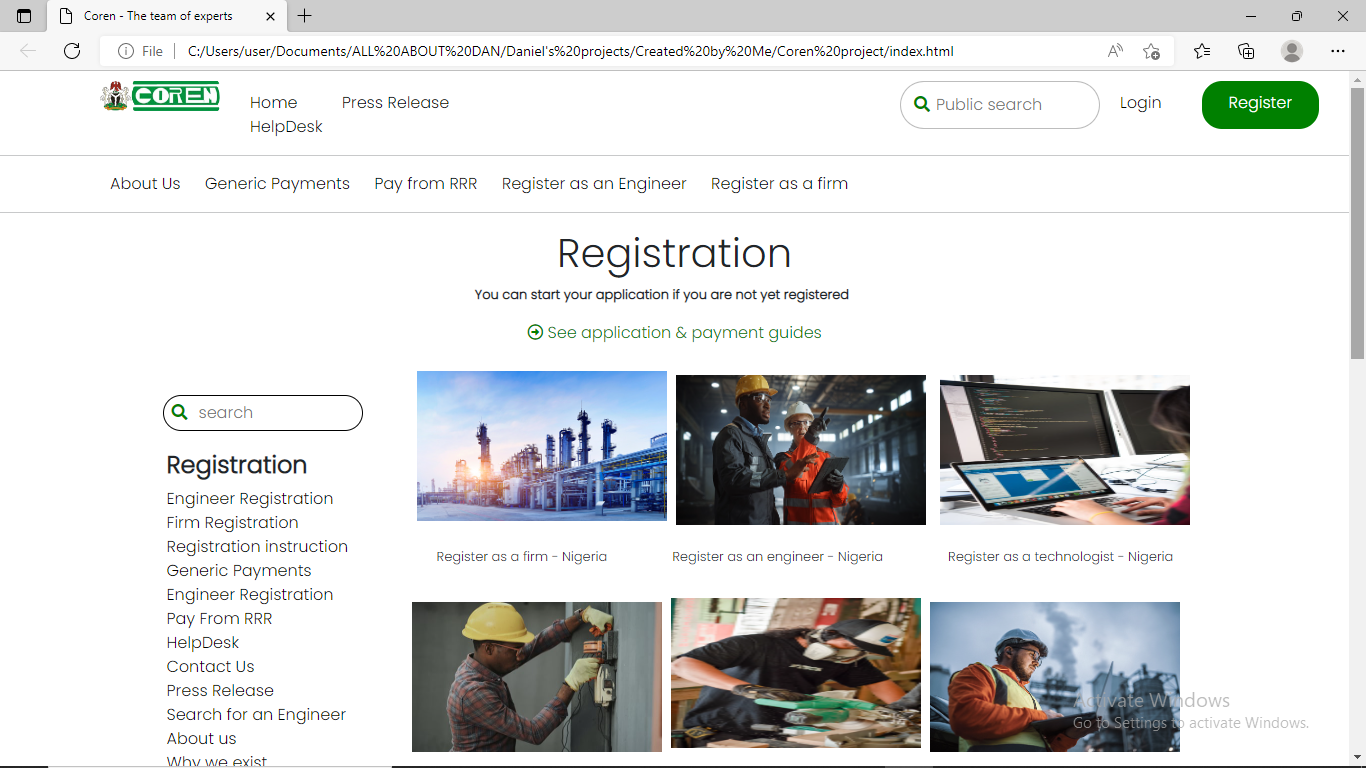 Coren - The team of experts
File
C:/Users/user/Documents/ALL%20ABOUT%20DAN/Daniel's%20projects/Created%20by%20Me/Coren%20project/index.html
COREN
Home
Press Release
HelpDesk
Public search
Login
Register
About Us
Generic Payments
Pay from RRR
Register as an Engineer
Register as a firm
Registration
You can start your application if you are not yet registered
See application & payment guides
search
Registration
Engineer Registration
Firm Registration
Registration instruction
Generic Payments
Engineer Registration
Pay From RRR
HelpDesk
Contact Us
Press Release
Search for an Engineer
About us
Why we exist
Register as a firm - Nigeria
Register as an engineer - Nigeria
Register as a technologist - Nigeria
Activate Windows
Go to Settings to activate Windows.